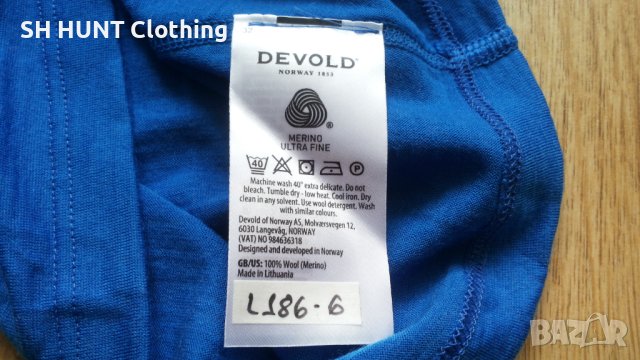 SH HUNT Clothing
DEVOLD®
NORWAY 1853
®
MERINO
ULTRA FINE
40
P
Machine wash 40° extra delicate. Do not
bleach. Tumble dry - low heat. Cool iron. Dry
clean in any solvent. Use wool detergent. Wash
with similar colours.
Devold of Norway AS, Molværsvegen 12,
6030 Langevåg, NORWAY
(VAT) NO 984636318
Designed and developed in Norway
GB/US: 100% Wool (Merino)
Made in Lithuania
L186-6
BAZAR